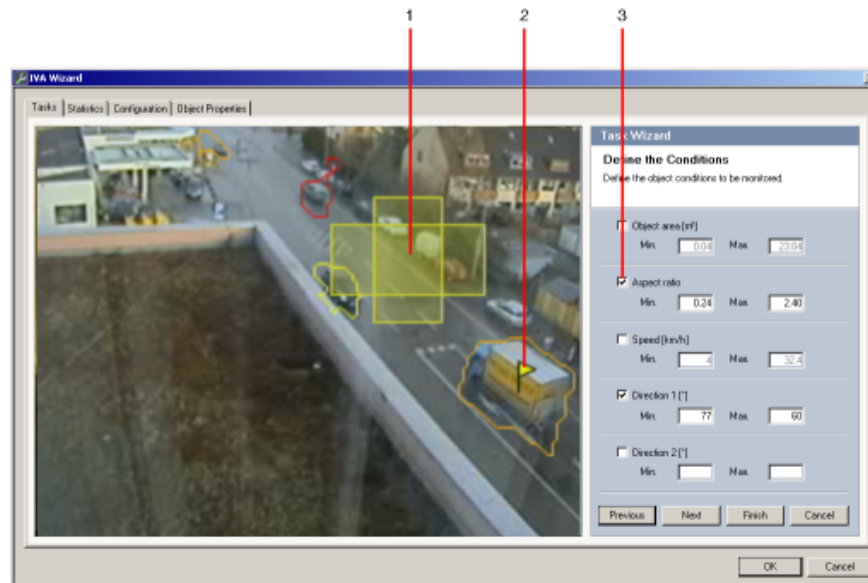 1 2 3
IVA Wizard
Tasks Statistics Configuration Object Properties
Task Wizard
Define the Conditions
Define the object conditions to be monitored.
Object area [m²]
Min. 0.04 Max. 23.04
Aspect ratio
Min. 0.24 Max. 2.40
Speed [km/h]
Min. 4 Max. 32.4
Direction 1 [°]
Min. 77 Max. 60
Direction 2 [°]
Min. Max.
Previous Next Finish Cancel
OK Cancel